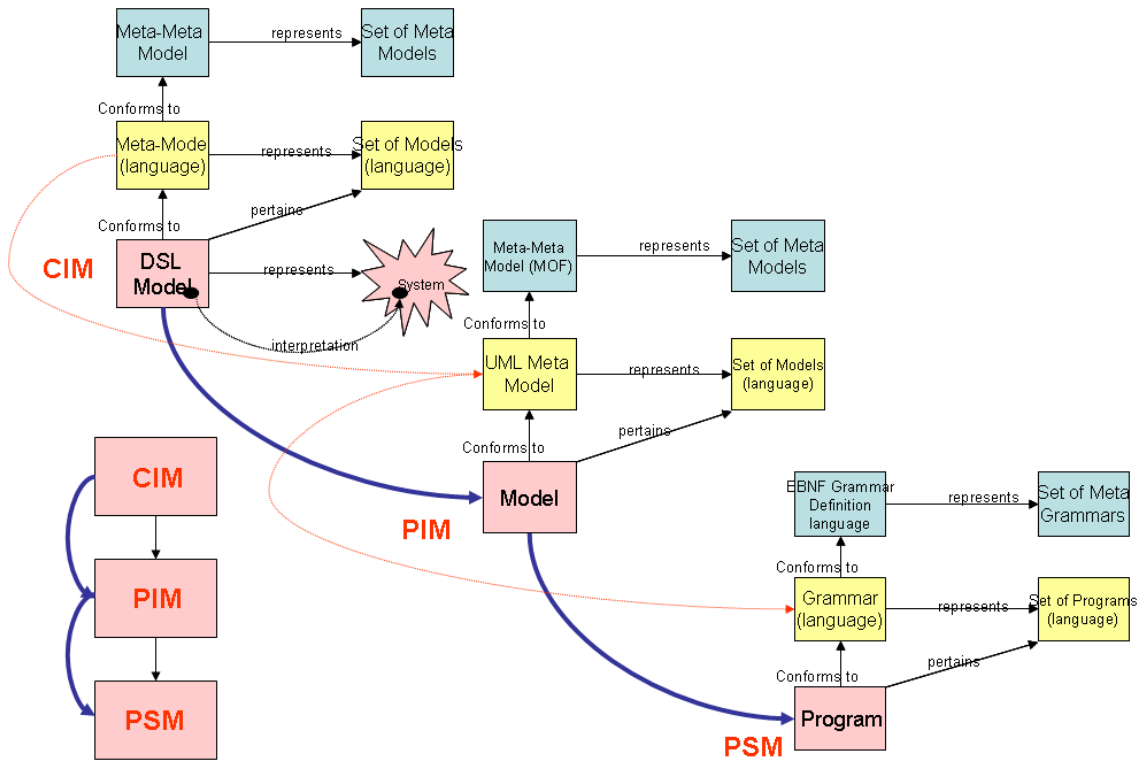 Meta-Meta
Model
represents
Set of Meta
Models
Conforms to
Meta-Mode
(language)
represents
Set of Models
(language)
Conforms to
pertains
CIM
DSL
Model
represents
System
interpretation
Meta-Meta
Model (MOF)
represents
Set of Meta
Models
Conforms to
UML Meta
Model
represents
Set of Models
(language)
Conforms to
pertains
PIM
Model
EBNF Grammar
Definition
language
represents
Set of Meta
Grammars
Conforms to
Grammar
(language)
represents
Set of Programs
(language)
Conforms to
pertains
PSM
Program
CIM
PIM
PSM